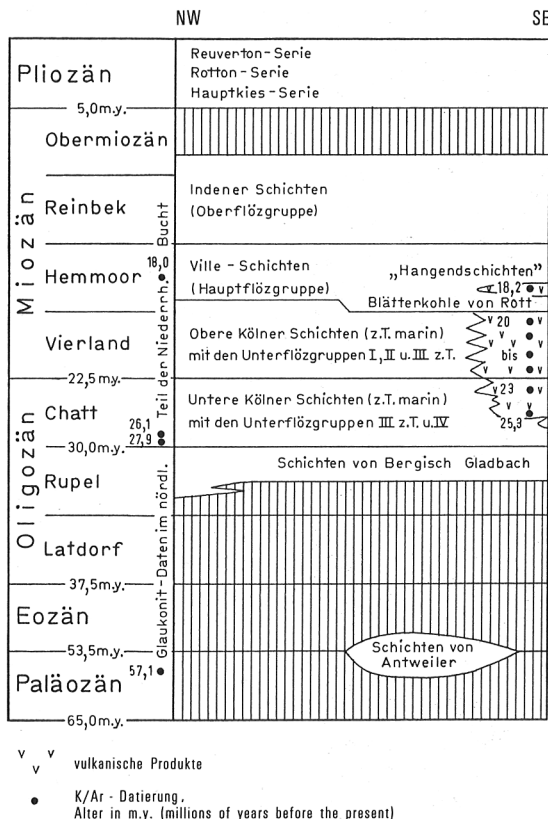 NW
SE
Pliozän
Reuverton-Serie
Rotton-Serie
Hauptkies-Serie
5,0m.y.
Miozän
Obermiozän
Reinbek
Indener Schichten
(Oberflözgruppe)
Hemmoor
18,0
Ville - Schichten
(Hauptflözgruppe)
„Hangendschichten"
v 18,2 v
Blätterkohle von Rott
Vierland
Obere Kölner Schichten (z.T. marin)
mit den Unterflözgruppen I, II u. III z.T.
v 20 v
v v
v bis v
v v v
22,5 m.y.
Oligozän
Chatt
26,1
27,9
Untere Kölner Schichten (z.T. marin)
mit den Unterflözgruppen III z.T. u. IV
v 23 v
v v
25,3
30,0m.y.
Rupel
Schichten von Bergisch Gladbach
Latdorf
37,5m.y.
Eozän
53,5m.y.
Schichten von
Antweiler
Paläozän
57,1
65,0m.y.
Glaukonit-Daten im nördl. Teil der Niederrh. Bucht
v v
v
vulkanische Produkte
K/Ar - Datierung,
Alter in m.y. (millions of years before the present)